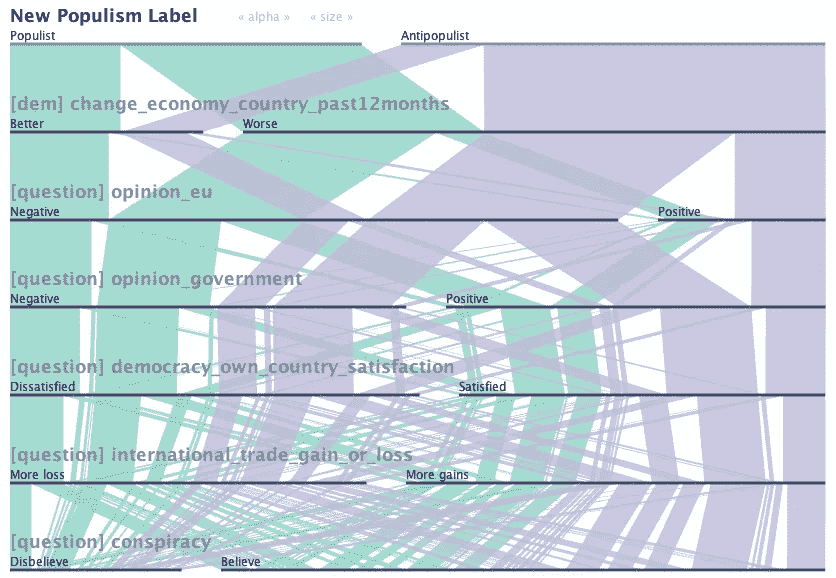 New Populism Label « alpha » « size »
Populist Antipopulist
[dem] change_economy_country_past12months
Better Worse
[question] opinion_eu
Negative Positive
[question] opinion_government
Negative Positive
[question] democracy_own_country_satisfaction
Dissatisfied Satisfied
[question] international_trade_gain_or_loss
More loss More gains
[question] conspiracy
Disbelieve Believe